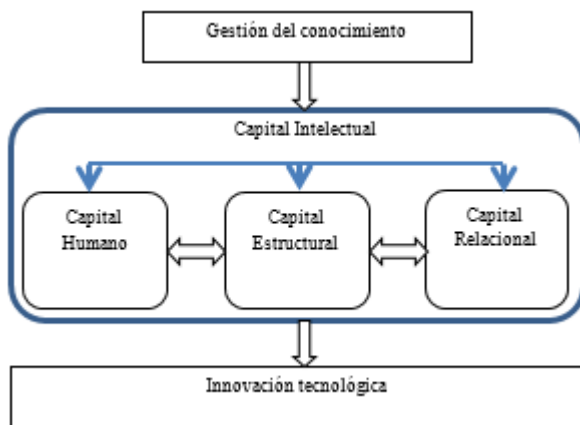 Gestión del conocimiento
Capital Intelectual
Capital
Humano
Capital
Estructural
Capital
Relacional
Innovación tecnológica